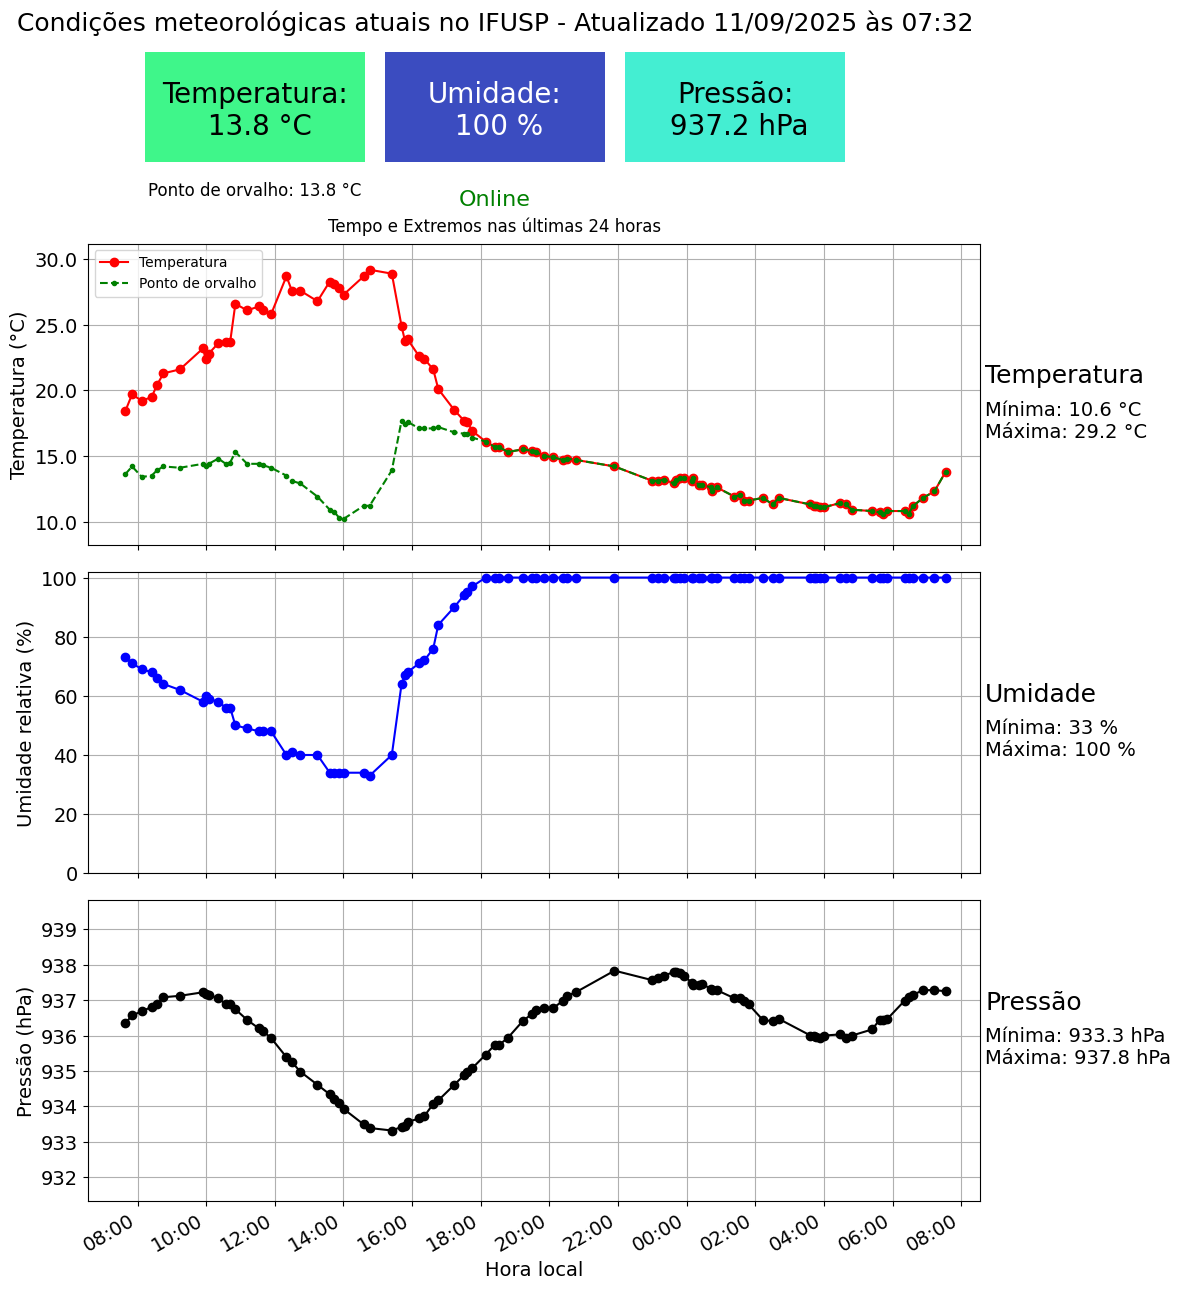 Condições meteorológicas atuais no IFUSP - Atualizado 11/09/2025 às 07:32
Temperatura:
13.8 °C
Umidade:
100 %
Pressão:
937.2 hPa
Ponto de orvalho: 13.8 °C
Online
Tempo e Extremos nas últimas 24 horas
Temperatura
Ponto de orvalho
Temperatura (°C)
30.0
25.0
20.0
15.0
10.0
Temperatura
Mínima: 10.6 °C
Máxima: 29.2 °C
Umidade relativa (%)
100
80
60
40
20
0
Umidade
Mínima: 33 %
Máxima: 100 %
Pressão (hPa)
939
938
937
936
935
934
933
932
Pressão
Mínima: 933.3 hPa
Máxima: 937.8 hPa
08:00 10:00 12:00 14:00 16:00 18:00 20:00 22:00 00:00 02:00 04:00 06:00 08:00
Hora local